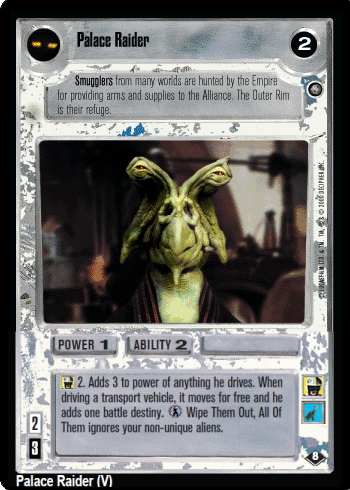 Palace Raider
2
Smugglers from many worlds are hunted by the Empire
for providing arms and supplies to the Alliance. The Outer Rim
is their refuge.
POWER 1
ABILITY 2
2. Adds 3 to power of anything he drives. When
driving a transport vehicle, it moves for free and he
adds one battle destiny. Wipe Them Out, All Of
Them ignores your non-unique aliens.
2
3
8
Palace Raider (V)